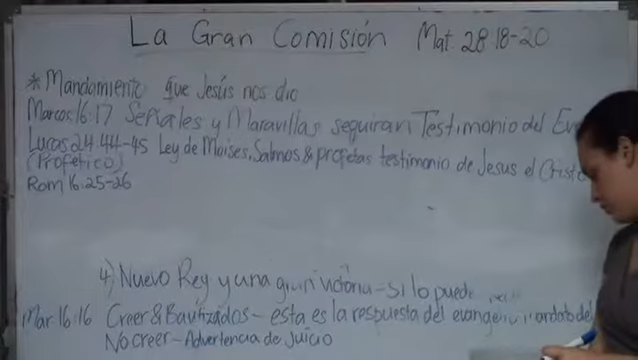 La Gran Comisión Mat. 28:18-20
*Mandamiento que Jesús nos dio
Marcos 16:17 Señales y Maravillas seguiran Testimonio del
Lucas 24:44-45 Ley de Moises, Salmos & profetas testimonio de Jesus el Cristo
(Profetico)
Rom 16:25-26
4) Nuevo Rey y una gran victoria - si lo puede
Mar 16:16 Creer & Bautizados - esta es la respuesta del evangelio
No creer - Advertencia de Juicio